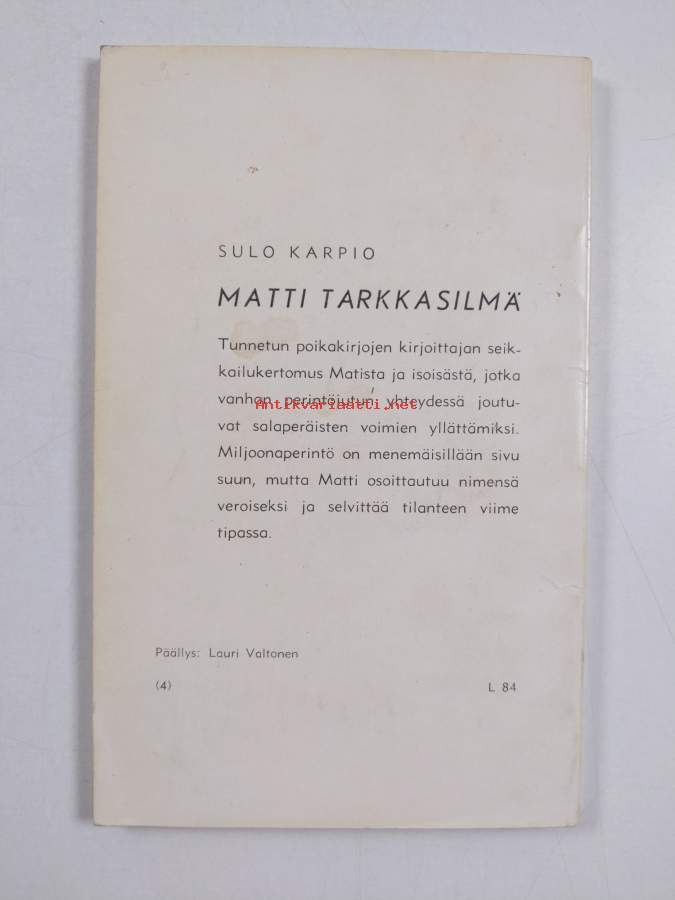 SULO KARPIO
MATTI TARKKASILMÄ
Tunnetun poikakirjojen kirjoittajan seik-
kailukertomus Matista ja isoisästä, jotka
vanhan perintöjutun yhteydessä joutu-
Antikvariaatti.net
vat salaperäisten voimien yllättämiksi.
Miljoonaperintö on menemäisillään sivu
suun, mutta Matti osoittautuu nimensä
veroiseksi ja selvittää tilanteen viime
tipassa.
Päällys: Lauri Valtonen
(4) L 84